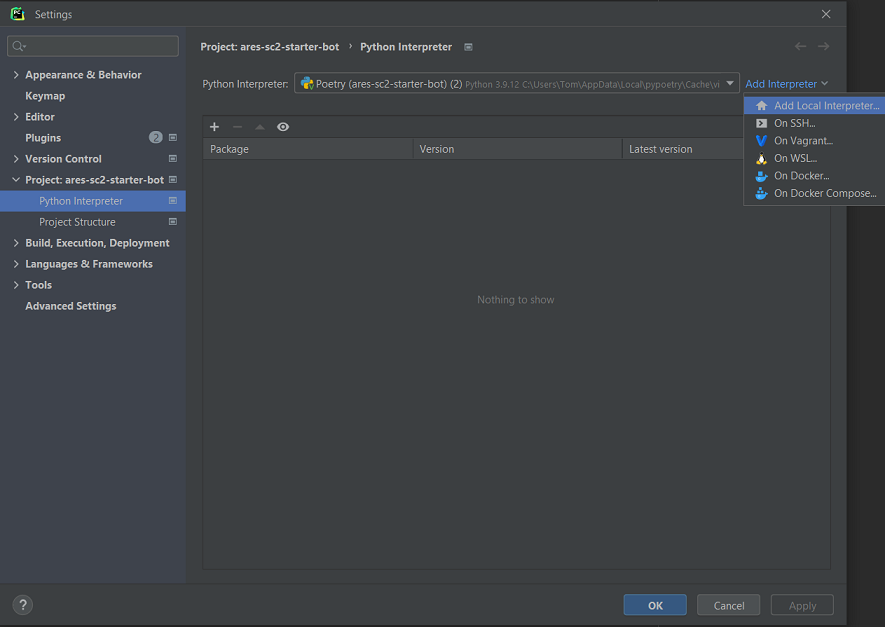 Settings
Project: ares-sc2-starter-bot › Python Interpreter
Appearance & Behavior
Keymap
Editor
Plugins 2
Version Control
Project: ares-sc2-starter-bot
Python Interpreter
Project Structure
Build, Execution, Deployment
Languages & Frameworks
Tools
Advanced Settings
Python Interpreter: Poetry (ares-sc2-starter-bot) (2) Python 3.9.12 C:\Users\Tom\AppData\Local\pypoetry\Cache\vi Add Interpreter
Add Local Interpreter...
On SSH...
On Vagrant...
On WSL...
On Docker...
On Docker Compose...
Package Version Latest version
Nothing to show
? OK Cancel Apply